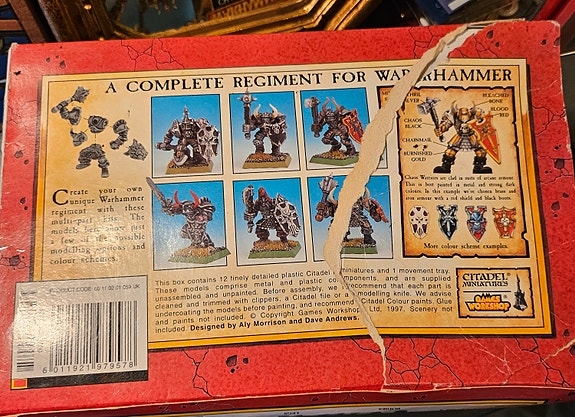 A COMPLETE REGIMENT FOR WARHAMMER
Create your own
unique Warhammer
regiment with these
multi-part
The
models here show just
a few of the possible
modelling options and
colour schemes.
BLEACHED
BONE
BLOOD
RED
CHAOS
BLACK
CHAINMAIL
BURNISHED
GOLD
Chaos Warriors are clad in suits of arcane armour.
This is best painted in metal and strong dark
colours. In this example we've chosen brass and
iron armour with a red shield and black boots.
More colour scheme examples.
This box contains 12 finely detailed plastic Citadel miniatures and 1 movement tray.
These models comprise metal and plastic components, and are supplied
unassembled and unpainted. Before assembly, we recommend that each part is
cleaned and trimmed with clippers, a Citadel file or a modelling knife. We advise
undercoating the models before painting, and recommend Citadel Colour paints. Glue
and paints not included. © Copyright Games Workshop Ltd, 1997. Scenery not
included. Designed by Aly Morrison and Dave Andrews.
CITADEL
MINIATURES
GAMES
WORKSHOP
PRODUCT CODE: 60 11 02 01 059 UK
5 011921 979578